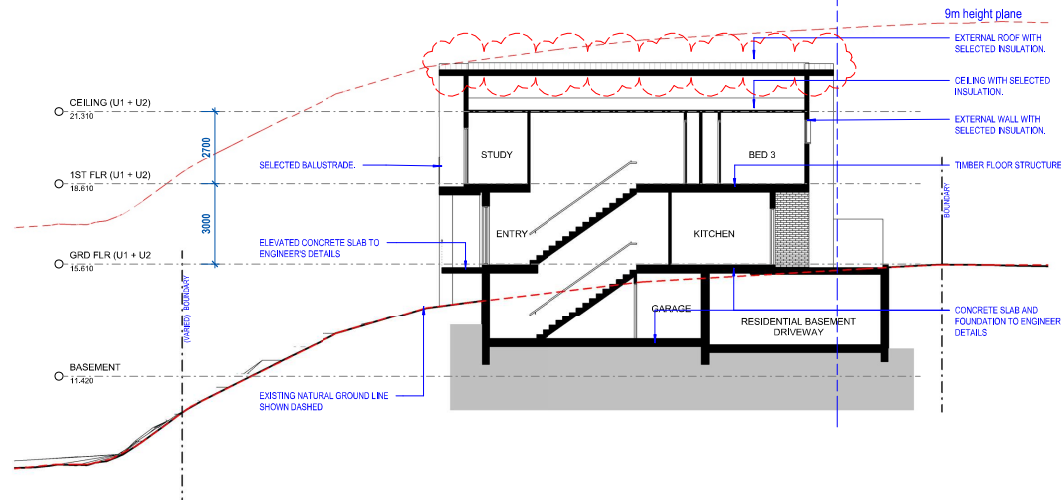 9m height plane
EXTERNAL ROOF WITH
SELECTED INSULATION.
CEILING WITH SELECTED
INSULATION.
EXTERNAL WALL WITH
SELECTED INSULATION.
CEILING (U1 + U2)
21.310
2700
STUDY
BED 3
SELECTED BALUSTRADE.
TIMBER FLOOR STRUCTURE
1ST FLR (U1 + U2)
18.610
3000
BOUNDARY
ENTRY
KITCHEN
ELEVATED CONCRETE SLAB TO
ENGINEER'S DETAILS
GRD FLR (U1 + U2
15.610
(VARIED) BOUNDARY
GARAGE
RESIDENTIAL BASEMENT
DRIVEWAY
CONCRETE SLAB AND
FOUNDATION TO ENGINEER
DETAILS
BASEMENT
11.420
EXISTING NATURAL GROUND LINE
SHOWN DASHED